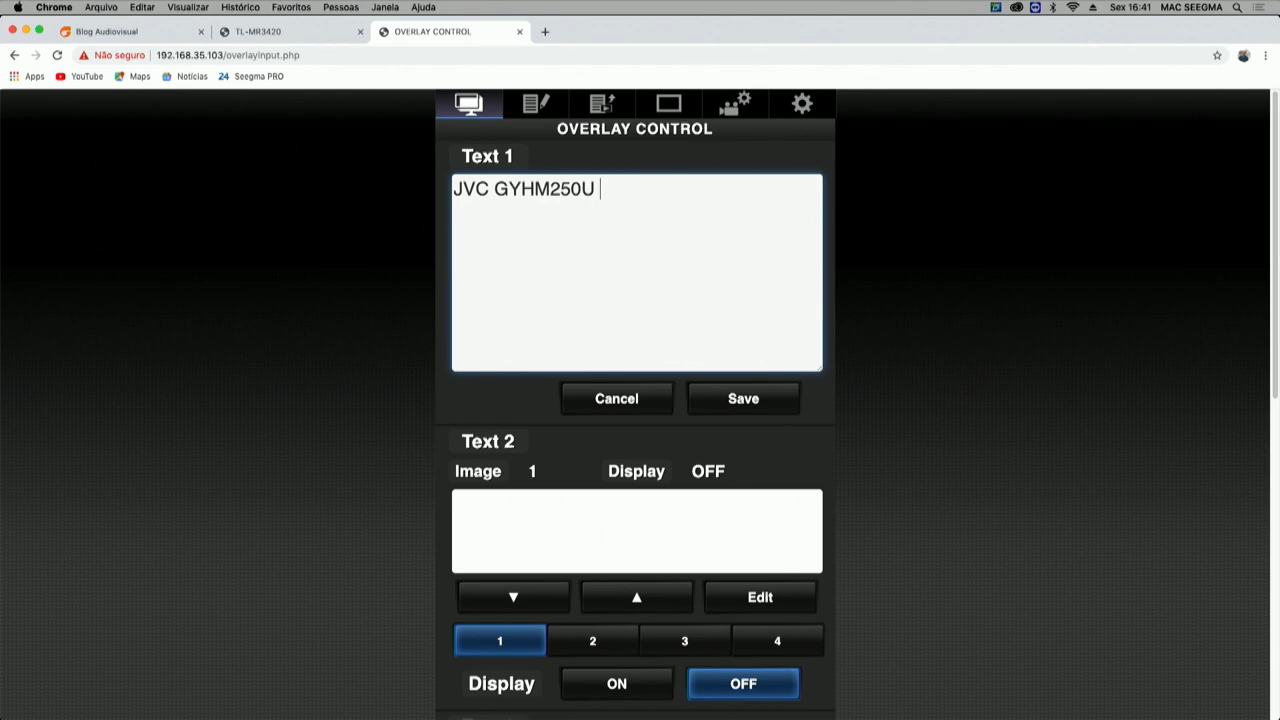 Chrome Arquivo Editar Visualizar Histórico Favoritos Pessoas Janela Ajuda Sex 16:41 MAC SEEGMA
Blog Audiovisual TL-MR3420 OVERLAY CONTROL
Não seguro 192.168.35.103/overlayinput.php
Apps YouTube Maps Notícias 24 Seegma PRO
OVERLAY CONTROL
Text 1
JVC GYHM250U
Cancel Save
Text 2
Image 1 Display OFF
▼ ▲ Edit
1 2 3 4
Display ON OFF